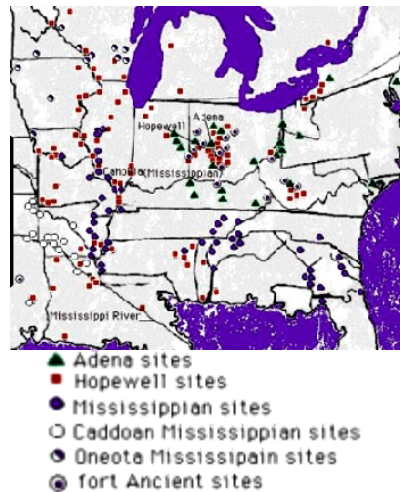 Adena
Hopewell
Cahokia(Mississippian)
Mississippi River
Adena sites
Hopewell sites
Mississippian sites
Caddoan Mississippian sites
Oneota Mississipain sites
fort Ancient sites